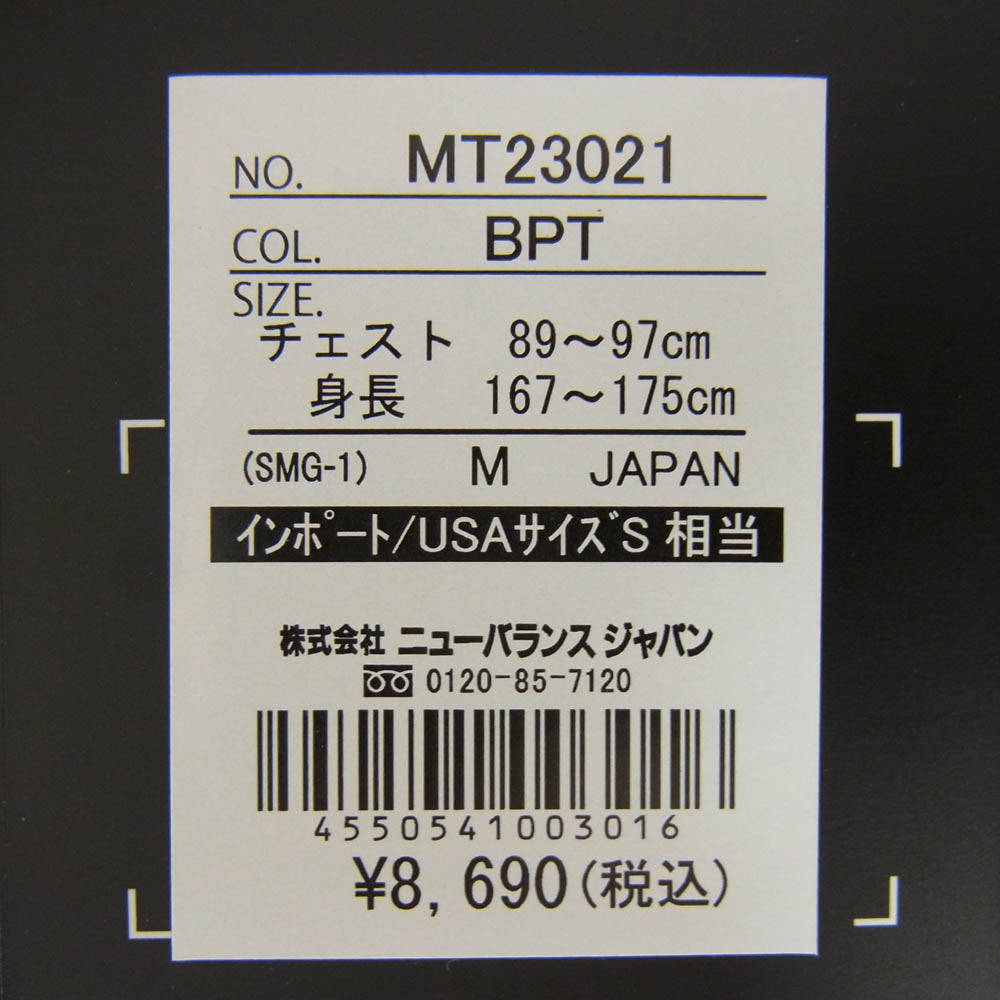 NO. MT23021
COL. BPT
SIZE.
チェスト 89〜97cm
身長 167〜175cm
(SMG-1) M JAPAN
インポート/USAサイズS 相当
株式会社 ニューバランス ジャパン
0120-85-7120
4550541003016
¥8,690(税込)